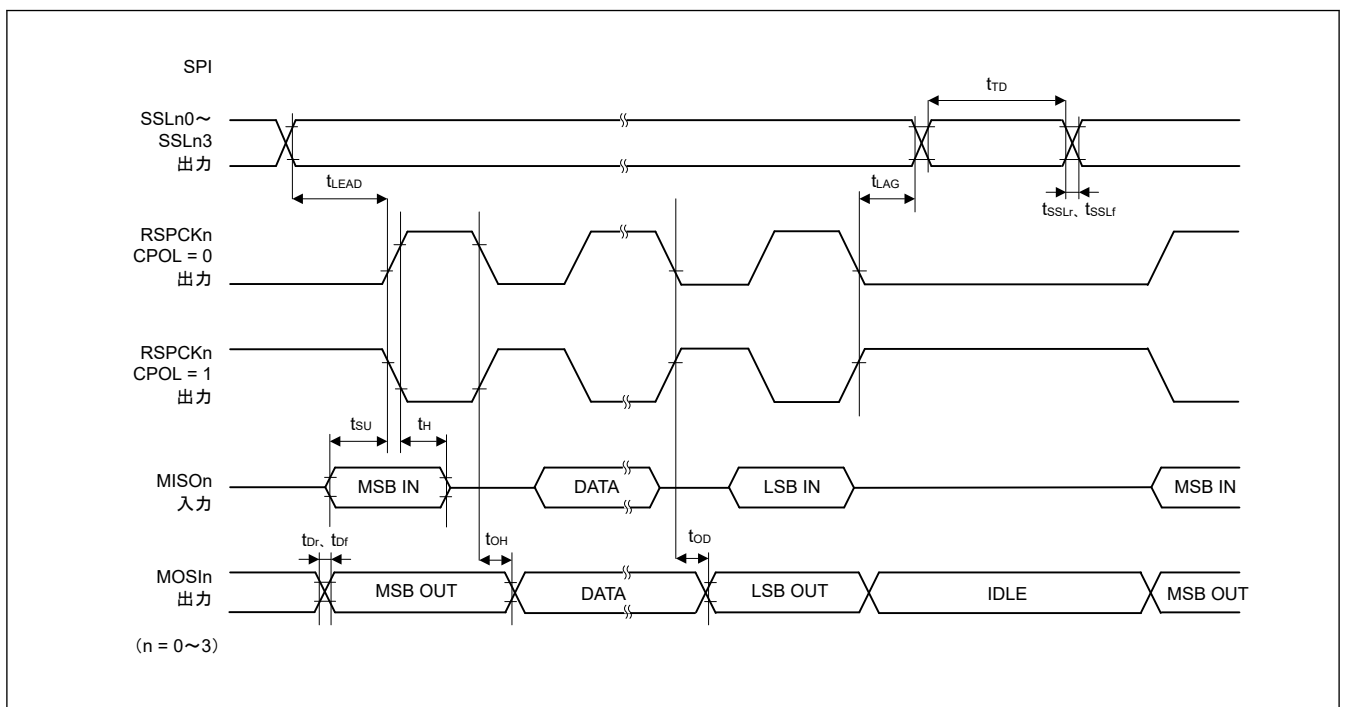 SPI
tTD
SSLn0～
SSLn3
出力
tLEAD
tLAG
tSSLr、tSSLf
RSPCKn
CPOL = 0
出力
RSPCKn
CPOL = 1
出力
tSU
tH
MISOn
入力
MSB IN
DATA
LSB IN
MSB IN
tDr、tDf
tOH
tOD
MOSIn
出力
MSB OUT
DATA
LSB OUT
IDLE
MSB OUT
（n = 0～3）